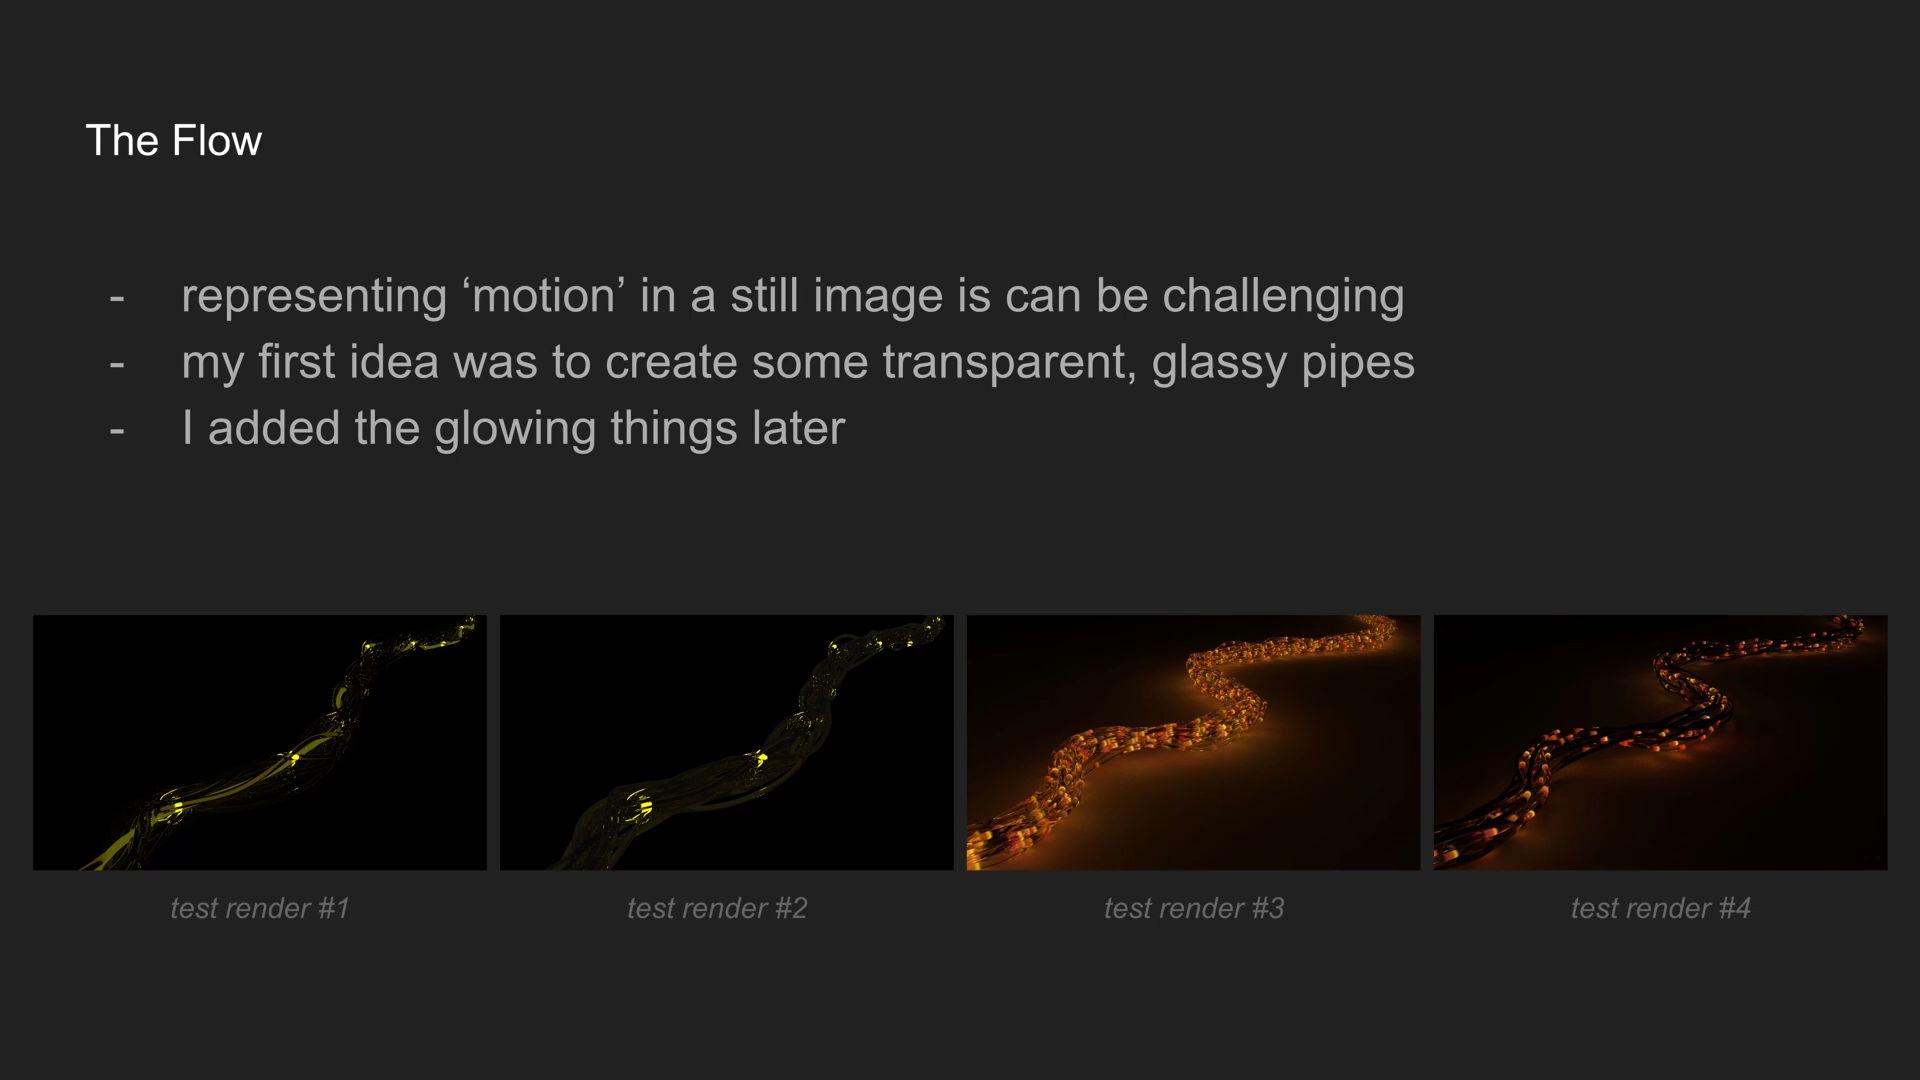 The Flow
- representing ‘motion’ in a still image is can be challenging
- my first idea was to create some transparent, glassy pipes
- I added the glowing things later
test render #1
test render #2
test render #3
test render #4